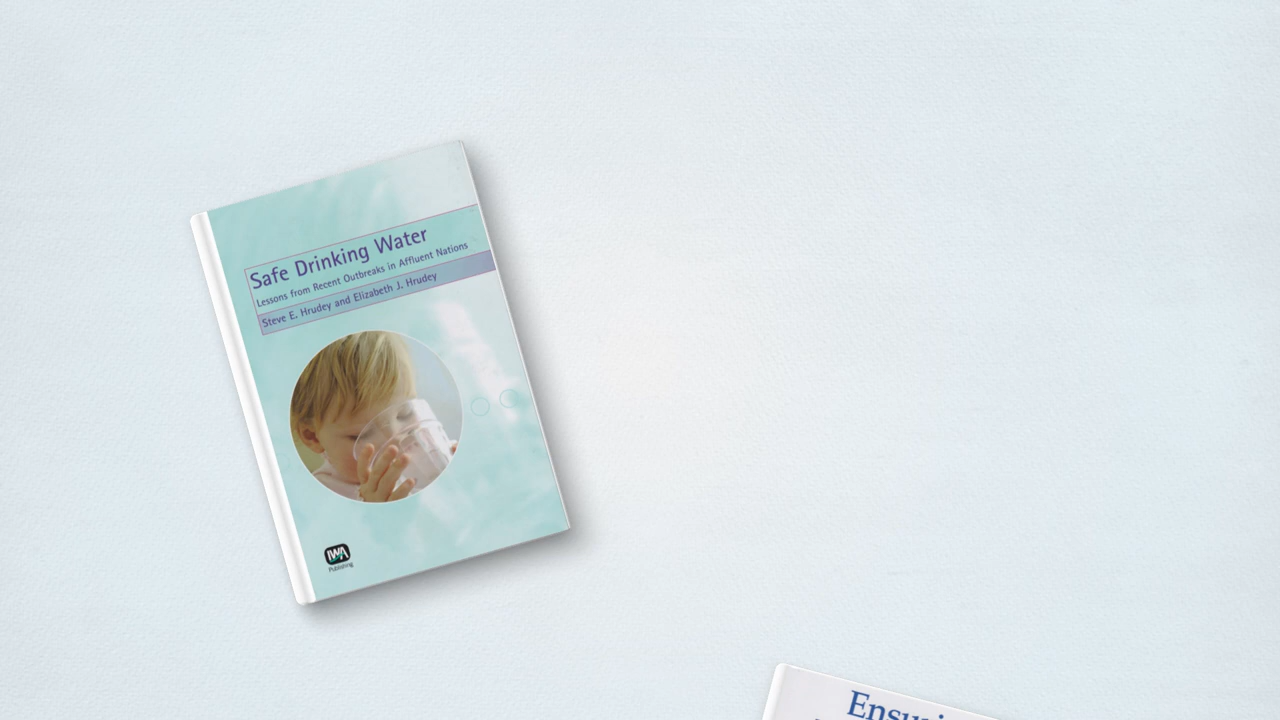 Safe Drinking Water
Lessons from Recent Outbreaks in Affluent Nations
Steve E. Hrudey and Elizabeth J. Hrudey
IWA
Publishing